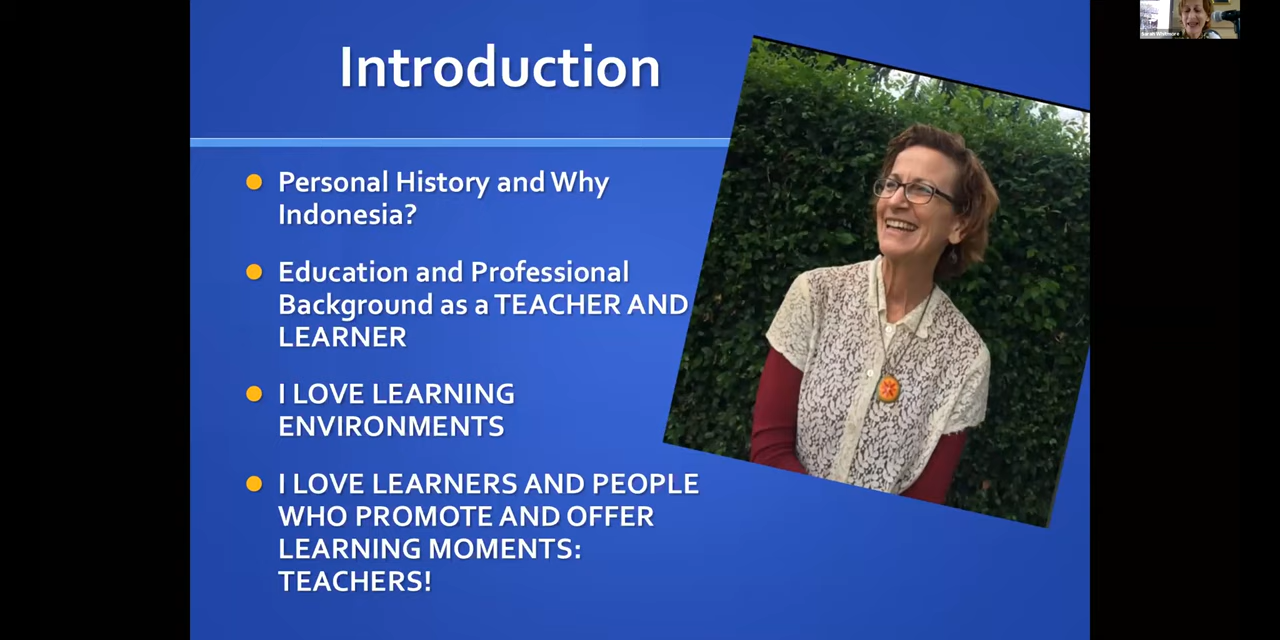 Introduction
Personal History and Why
Indonesia?
Education and Professional
Background as a TEACHER AND
LEARNER
I LOVE LEARNING
ENVIRONMENTS
I LOVE LEARNERS AND PEOPLE
WHO PROMOTE AND OFFER
LEARNING MOMENTS:
TEACHERS!